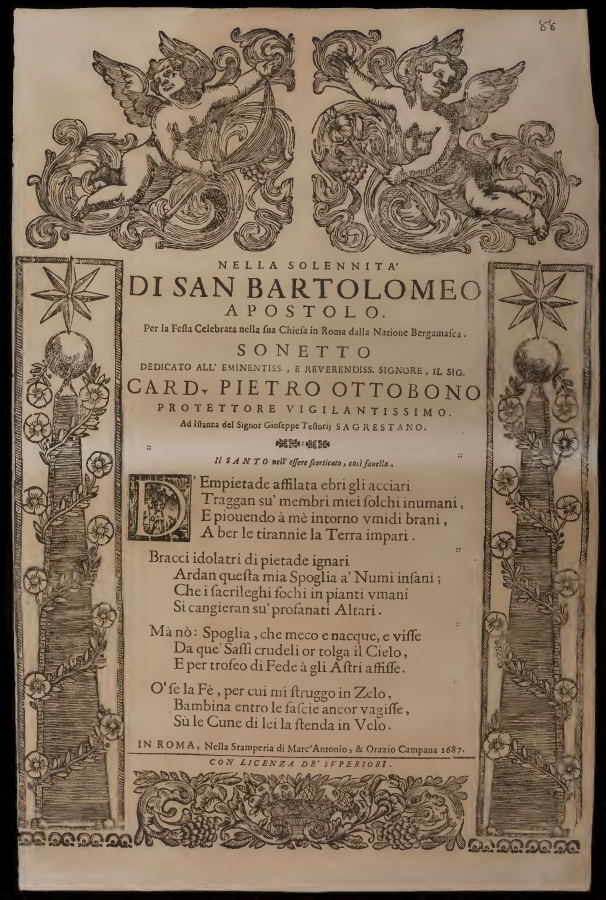 86
NELLA SOLENNITA'
DI SAN BARTOLOMEO
APOSTOLO.
Per la Festa Celebrata nella sua Chiesa in Roma dalla Natione Bergamasca.
SONETTO
DEDICATO ALL' EMINENTISS., E REVERENDISS. SIGNORE, IL SIG.
CARD. PIETRO OTTOBONO
PROTETTORE VIGILANTISSIMO.
Ad Istanza del Signor Gioseppe Testorij SAGRESTANO.
Il SANTO nell' essere scorticato, così favella.
D'Empietade affilata ebri gli acciari
Traggan su' membri miei solchi inumani,
E piovendo à mè intorno vmidi brani,
A ber le tirannie la Terra impari.
Bracci idolatri di pietade ignari
Ardan questa mia Spoglia a' Numi insani;
Che i sacrileghi fochi in pianti vmani
Si cangieran su' profanati Altari.
Mà nò: Spoglia, che meco e nacque, e visse
Da que' Sassi crudeli or tolga il Cielo,
E per trofeo di Fede à gli Astri affisse.
O' se la Fè, per cui mi struggo in Zelo,
Bambina entro le fascie ancor vagisse,
Sù le Cune di lei la stenda in Velo.
IN ROMA, Nella Stamperia di Marc'Antonio, & Orazio Campana 1687.
CON LICENZA DE' SVPERIORI.